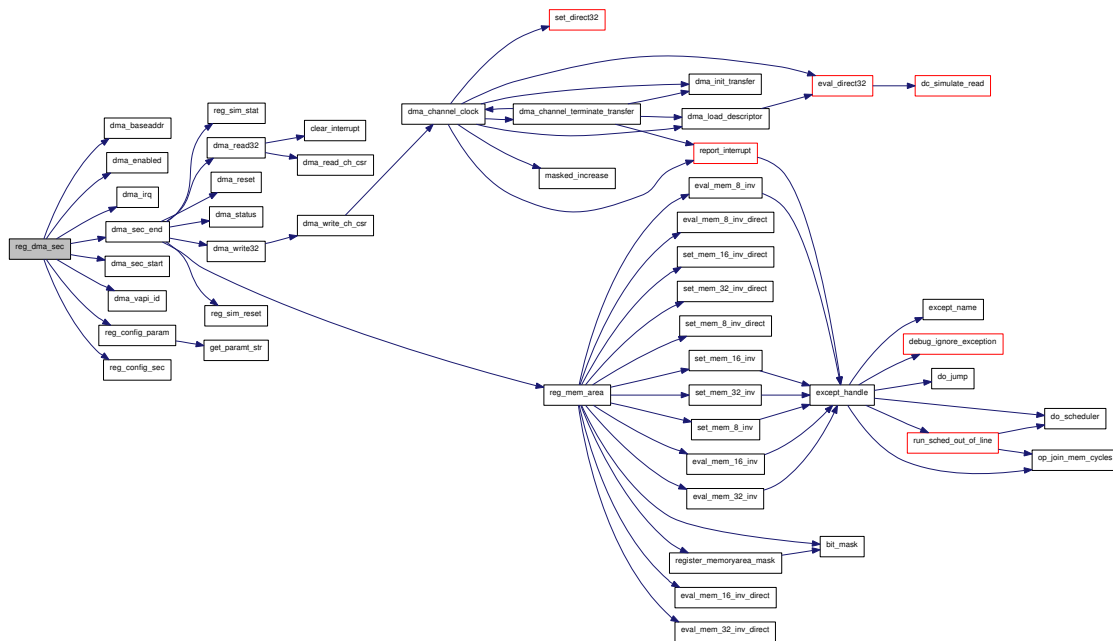 reg_dma_sec
dma_baseaddr
dma_enabled
dma_irq
dma_sec_end
dma_sec_start
dma_vapi_id
reg_config_param
reg_config_sec
reg_sim_stat
dma_read32
dma_reset
dma_status
dma_write32
reg_sim_reset
get_paramt_str
clear_interrupt
dma_read_ch_csr
dma_write_ch_csr
dma_channel_clock
set_direct32
dma_channel_terminate_transfer
masked_increase
dma_init_transfer
dma_load_descriptor
report_interrupt
eval_direct32
dc_simulate_read
reg_mem_area
eval_mem_8_inv
eval_mem_8_inv_direct
set_mem_16_inv_direct
set_mem_32_inv_direct
set_mem_8_inv_direct
set_mem_16_inv
set_mem_32_inv
set_mem_8_inv
eval_mem_16_inv
eval_mem_32_inv
register_memoryarea_mask
eval_mem_16_inv_direct
eval_mem_32_inv_direct
bit_mask
except_handle
except_name
debug_ignore_exception
do_jump
run_sched_out_of_line
do_scheduler
op_join_mem_cycles